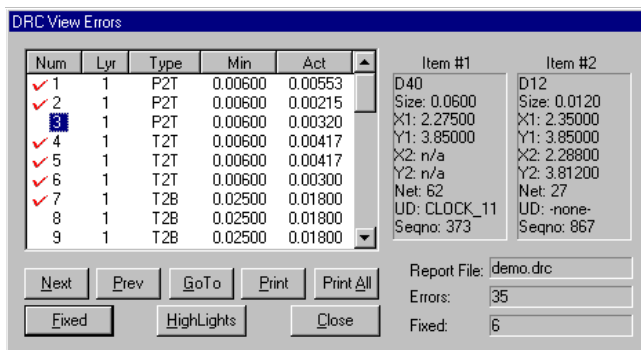 DRC View Errors
Num Lyr Type Min Act
1 1 P2T 0.00600 0.00553
2 1 P2T 0.00600 0.00215
3 1 P2T 0.00600 0.00320
4 1 T2T 0.00600 0.00417
5 1 T2T 0.00600 0.00417
6 1 T2T 0.00600 0.00300
7 1 T2B 0.02500 0.01800
8 1 T2B 0.02500 0.01800
9 1 T2B 0.02500 0.01800
Item #1
D40
Size: 0.0600
X1: 2.27500
Y1: 3.85000
X2: n/a
Y2: n/a
Net: 62
UD: CLOCK_11
Seqno: 373
Item #2
D12
Size: 0.0120
X1: 2.35000
Y1: 3.85000
X2: 2.28800
Y2: 3.81200
Net: 27
UD: -none-
Seqno: 867
Next Prev GoTo Print Print All
Fixed HighLights Close
Report File: demo.drc
Errors: 35
Fixed: 6